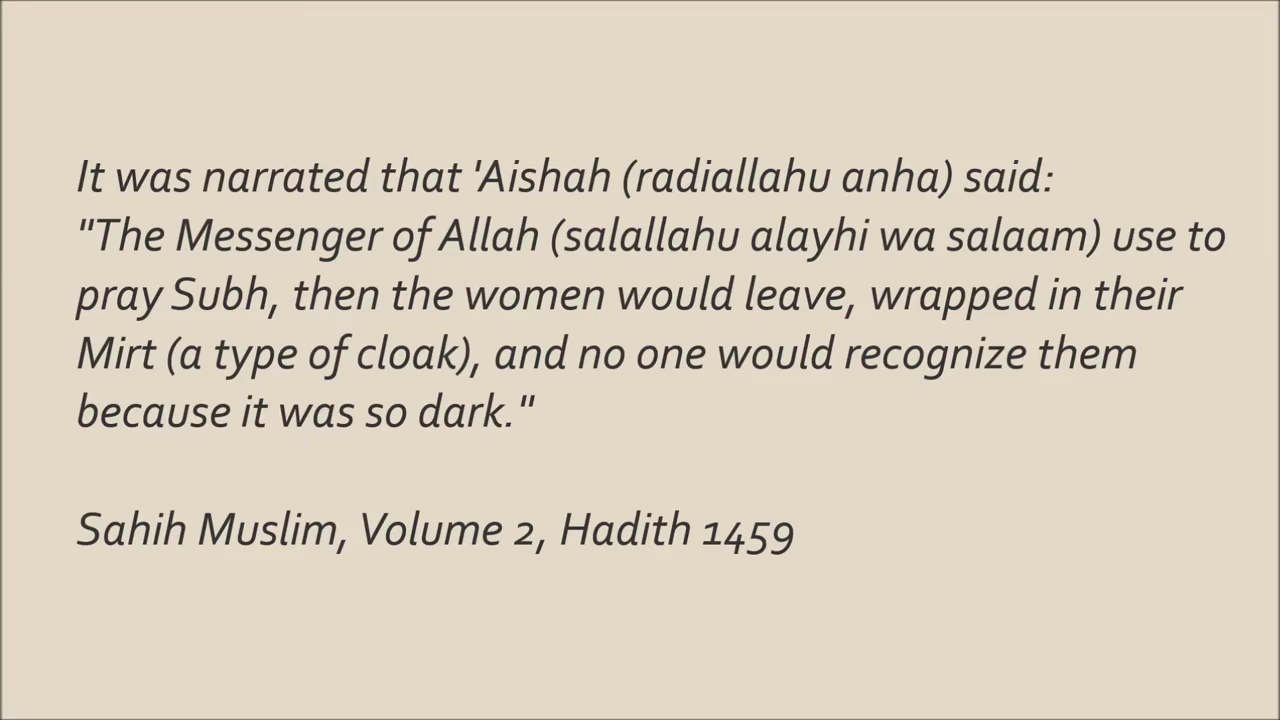 It was narrated that 'Aishah (radiallahu anha) said:
"The Messenger of Allah (salallahu alayhi wa salaam) use to
pray Subh, then the women would leave, wrapped in their
Mirt (a type of cloak), and no one would recognize them
because it was so dark."
Sahih Muslim, Volume 2, Hadith 1459